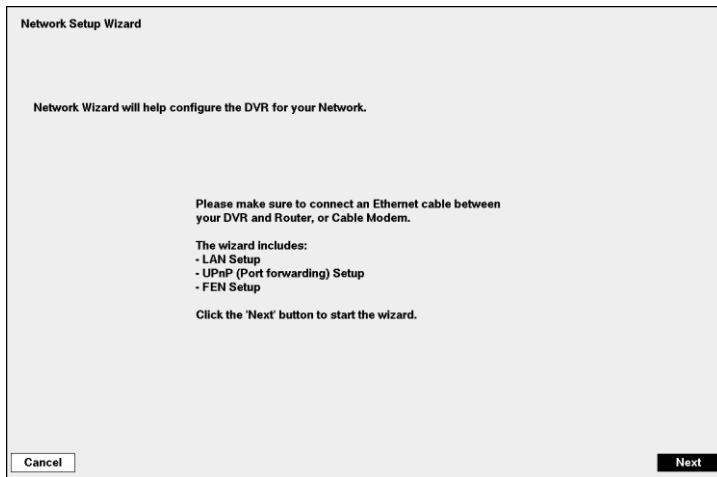 Network Setup Wizard
Network Wizard will help configure the DVR for your Network.
Please make sure to connect an Ethernet cable between
your DVR and Router, or Cable Modem.
The wizard includes:
- LAN Setup
- UPnP (Port forwarding) Setup
- FEN Setup
Click the 'Next' button to start the wizard.
Cancel
Next